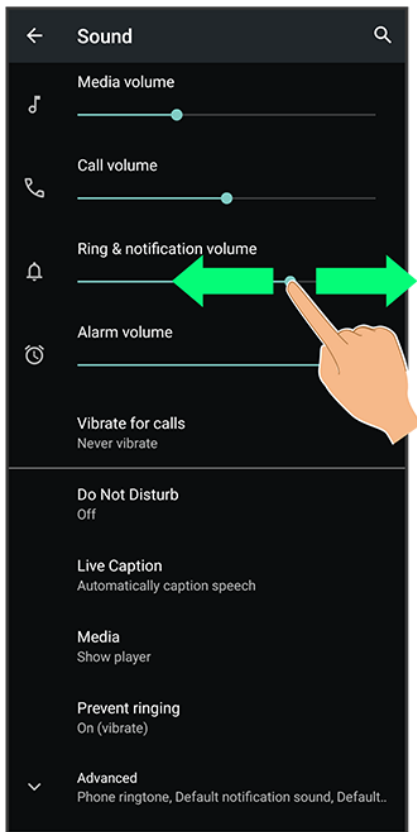 Sound
Media volume
Call volume
Ring & notification volume
Alarm volume
Vibrate for calls
Never vibrate
Do Not Disturb
Off
Live Caption
Automatically caption speech
Media
Show player
Prevent ringing
On (vibrate)
Advanced
Phone ringtone, Default notification sound, Default..